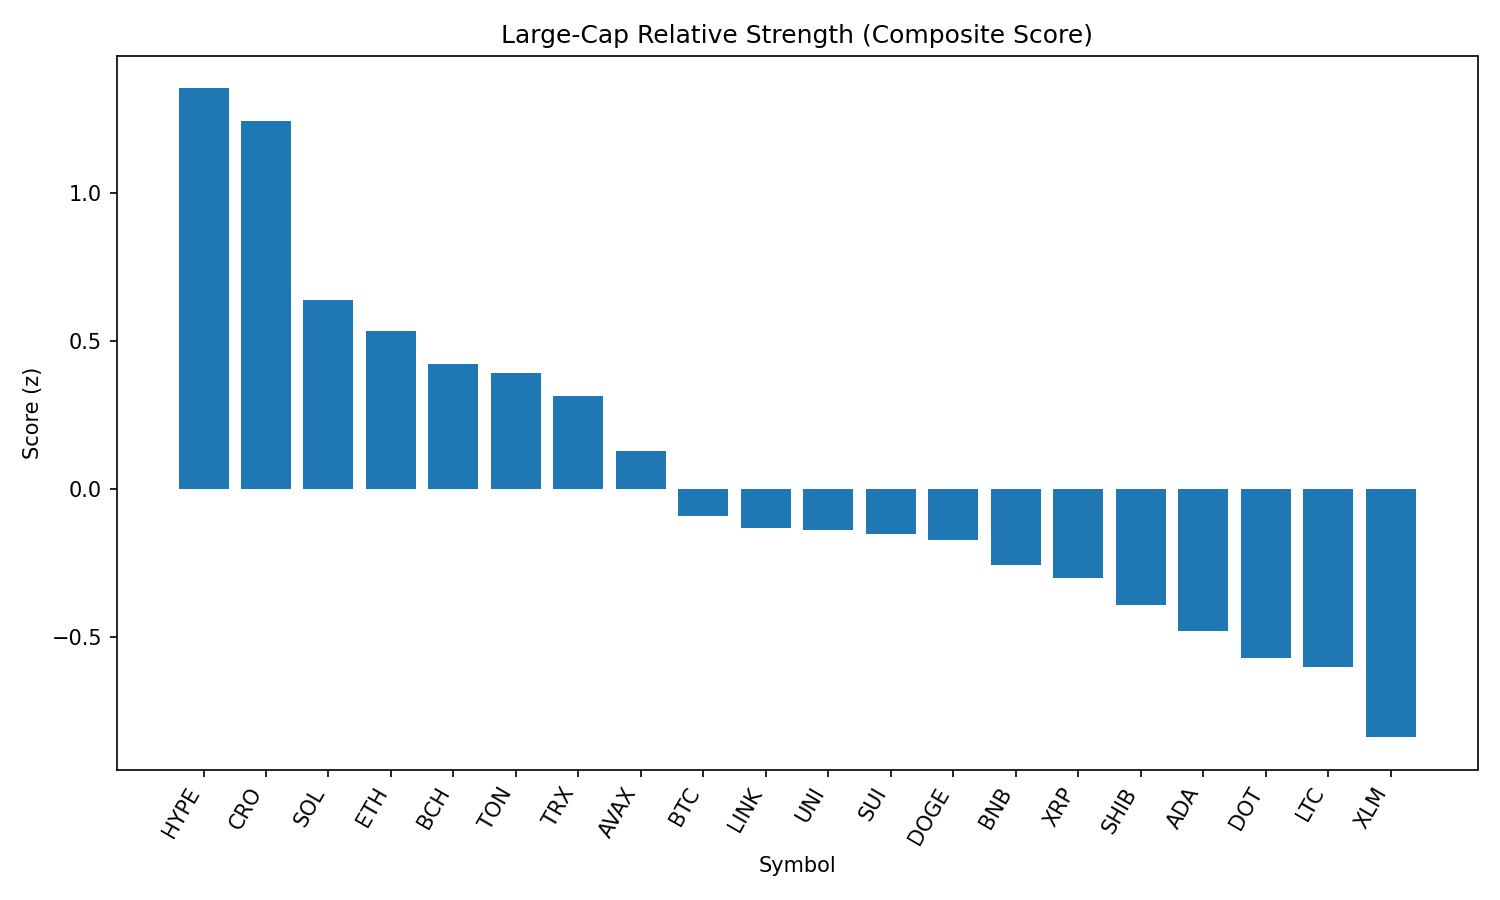 Large-Cap Relative Strength (Composite Score)
Score (z)
1.0
0.5
0.0
−0.5
HYPE
CRO
SOL
ETH
BCH
TON
TRX
AVAX
BTC
LINK
UNI
SUI
DOGE
BNB
XRP
SHIB
ADA
DOT
LTC
XLM
Symbol